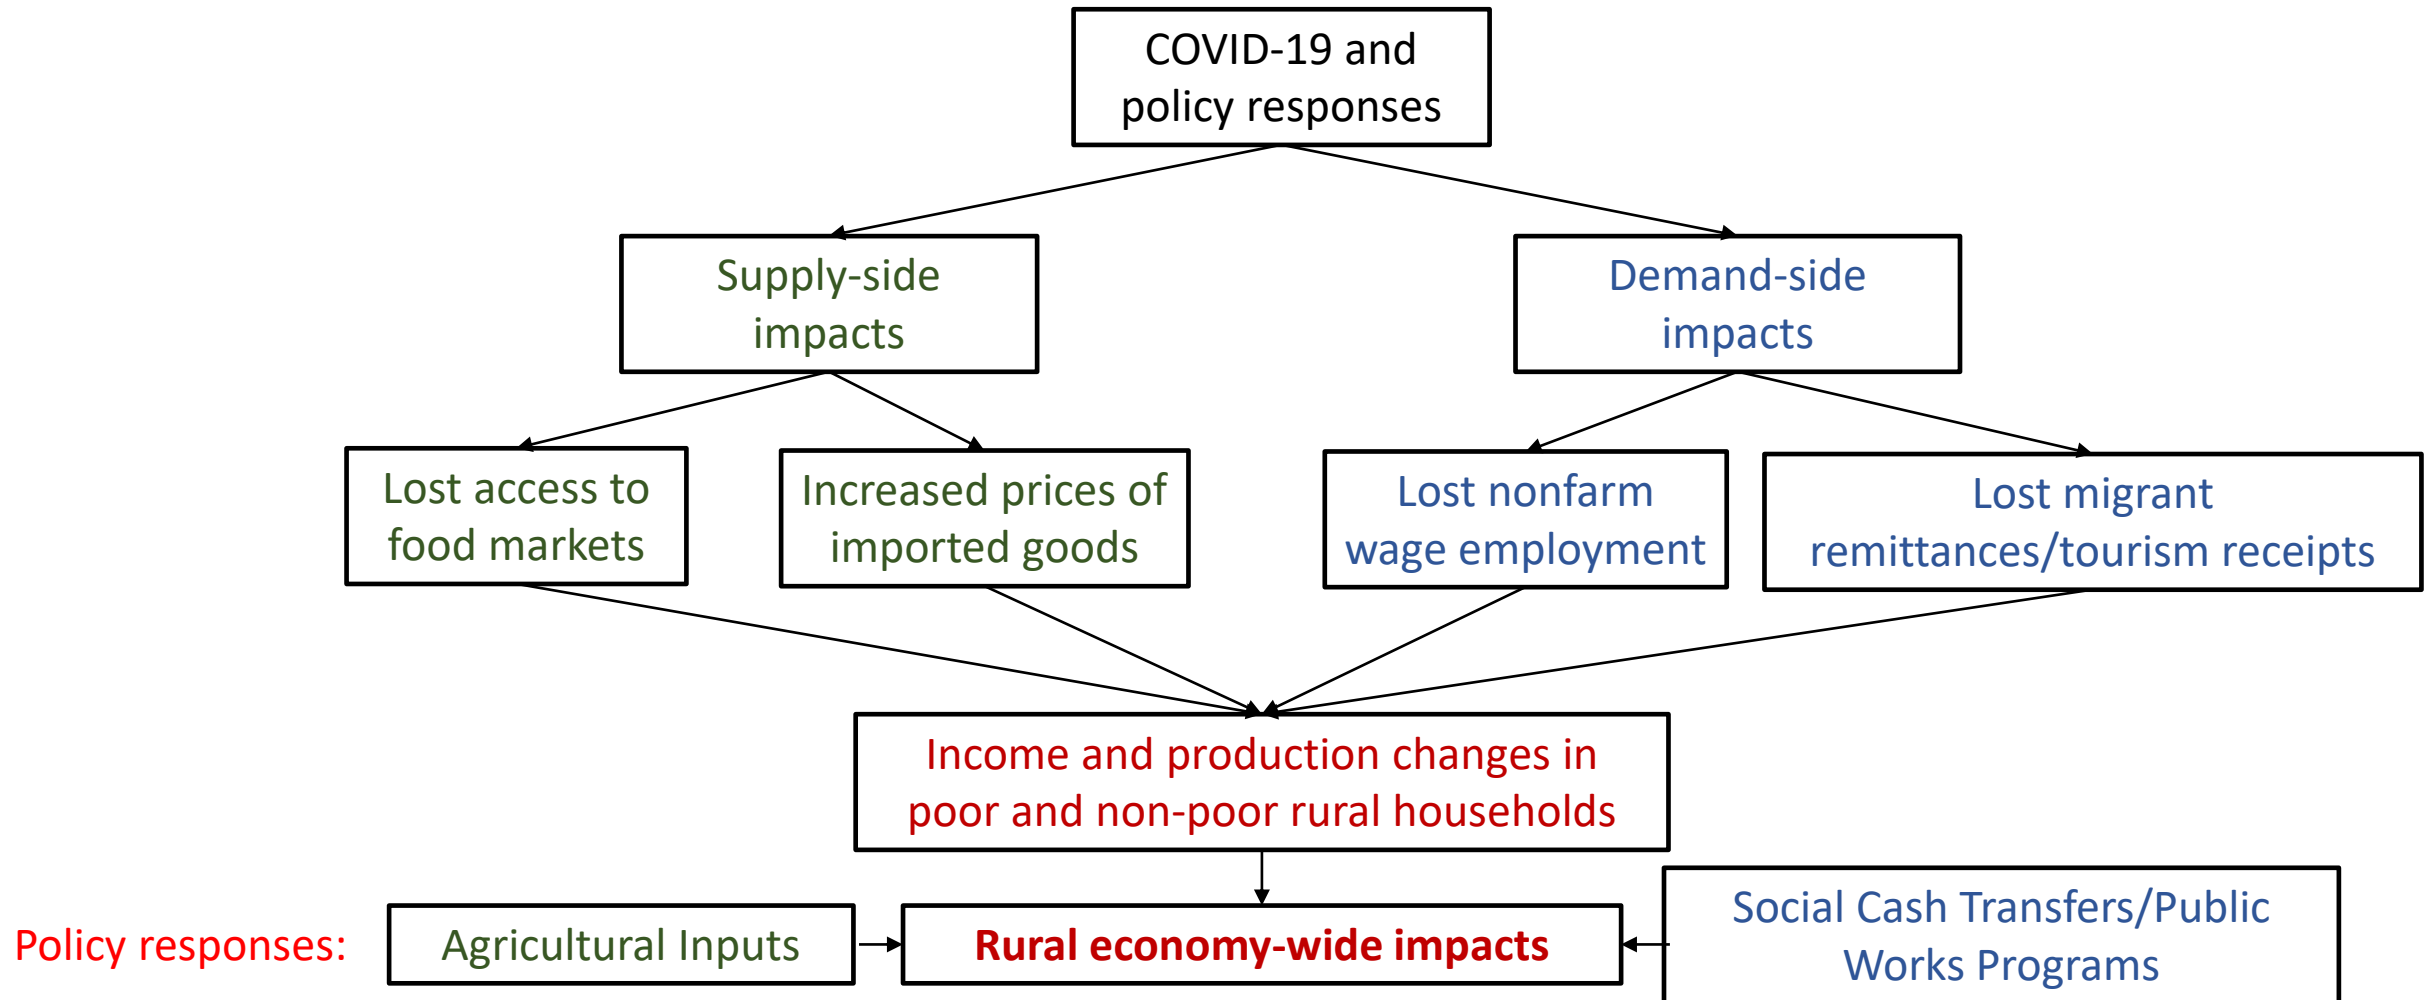 COVID-19 and
policy responses
Supply-side
impacts
Demand-side
impacts
Lost access to
food markets
Increased prices of
imported goods
Lost nonfarm
wage employment
Lost migrant
remittances/tourism receipts
Income and production changes in
poor and non-poor rural households
Policy responses:
Agricultural Inputs
Rural economy-wide impacts
Social Cash Transfers/Public
Works Programs